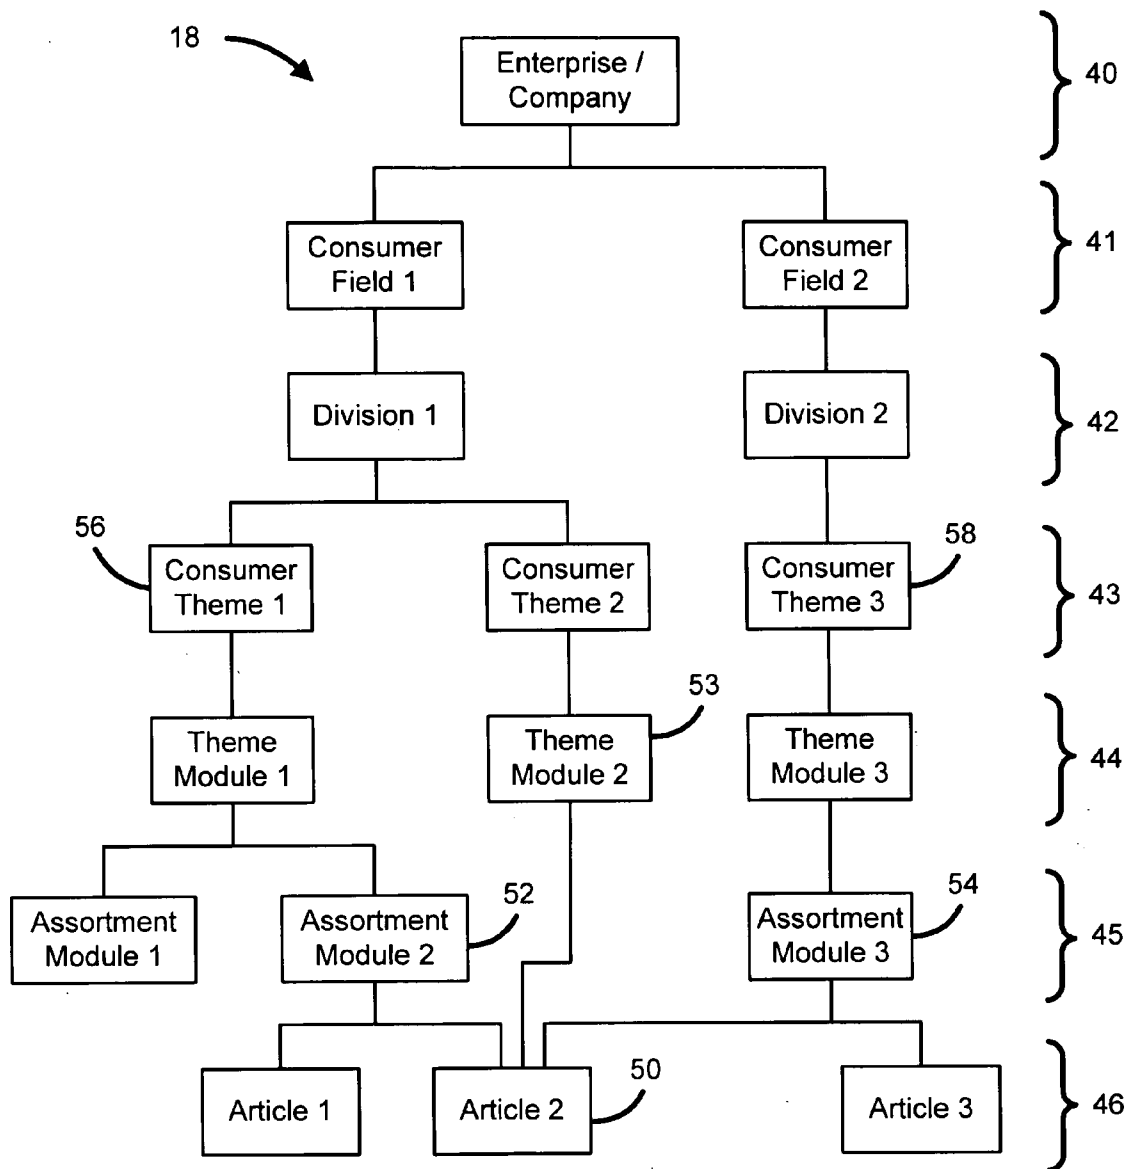 18
Enterprise /
Company
40
Consumer
Field 1
Consumer
Field 2
41
Division 1
Division 2
42
56
Consumer
Theme 1
Consumer
Theme 2
58
Consumer
Theme 3
43
Theme
Module 1
53
Theme
Module 2
Theme
Module 3
44
Assortment
Module 1
52
Assortment
Module 2
54
Assortment
Module 3
45
Article 1
50
Article 2
Article 3
46